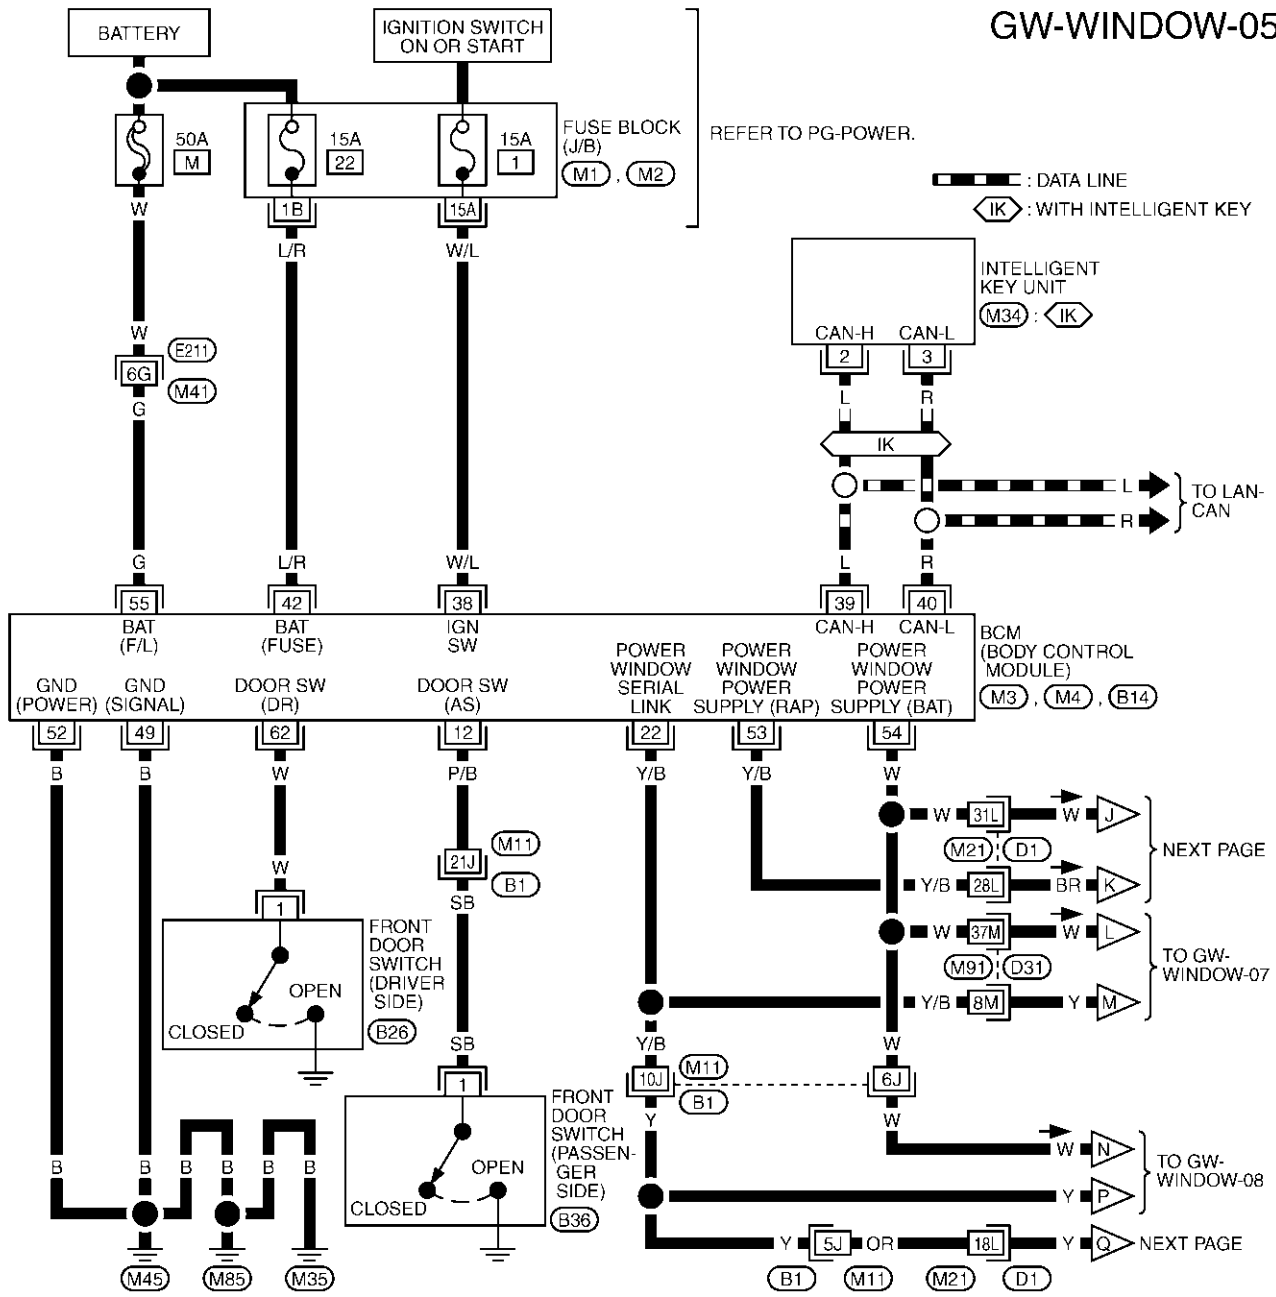 GW-WINDOW-05
BATTERY
IGNITION SWITCH
ON OR START
50A
M
15A
22
15A
1
FUSE BLOCK
(J/B)
M1 , M2
REFER TO PG-POWER.
: DATA LINE
IK : WITH INTELLIGENT KEY
W
1B
15A
L/R
W/L
INTELLIGENT
KEY UNIT
M34 : IK
CAN-H CAN-L
2 3
W
E211
6G
M41
G
L R
IK
L
R
TO LAN-
CAN
G L/R W/L L R
55 42 38 39 40
BAT
(F/L)
BAT
(FUSE)
IGN
SW
CAN-H CAN-L
BCM
(BODY CONTROL
MODULE)
M3 , M4 , B14
GND
(POWER)
GND
(SIGNAL)
DOOR SW
(DR)
DOOR SW
(AS)
POWER
WINDOW
SERIAL
LINK
POWER
WINDOW
POWER
SUPPLY (RAP)
POWER
WINDOW
POWER
SUPPLY (BAT)
52 49 62 12 22 53 54
B B W P/B Y/B Y/B W
W 31L W J
M21 D1
Y/B 28L BR K
NEXT PAGE
W 37M W L
M91 D31
Y/B 8M Y M
TO GW-
WINDOW-07
M11
21J
B1
SB
W
1
FRONT
DOOR
SWITCH
(DRIVER
SIDE)
B26
OPEN
CLOSED
SB
1
FRONT
DOOR
SWITCH
(PASSEN-
GER
SIDE)
B36
OPEN
CLOSED
Y/B W
10J M11 6J
B1
Y W
W N
Y P
TO GW-
WINDOW-08
Y 5J OR 18L Y Q NEXT PAGE
B1 M11 M21 D1
B B B B B B
M45 M85 M35